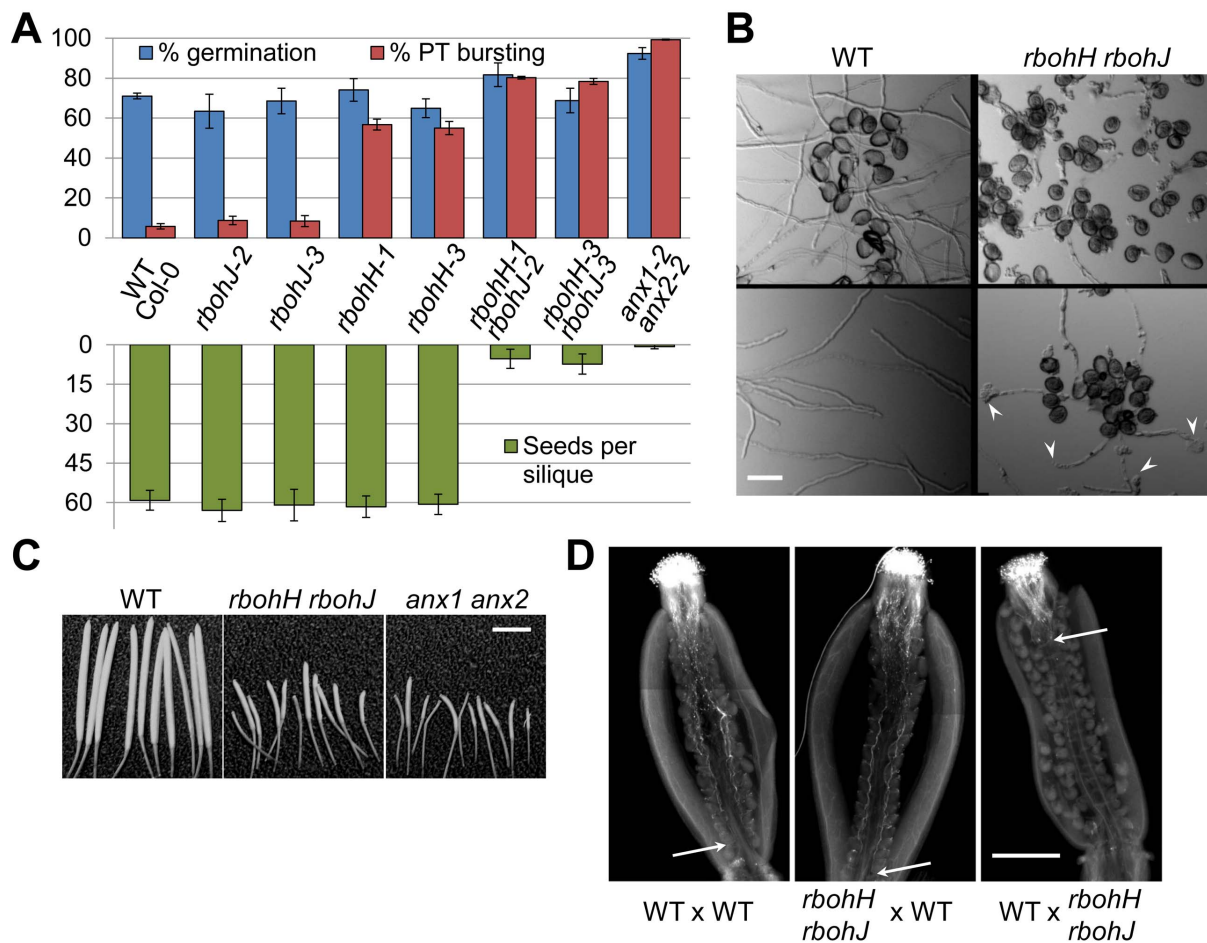 A
% germination
% PT bursting
100
80
60
40
20
0
WT
Col-0
rbohJ-2
rbohJ-3
rbohH-1
rbohH-3
rbohH-1
rbohJ-2
rbohH-3
rbohJ-3
anx1-2
anx2-2
0
15
30
45
60
Seeds per
silique
B
WT
rbohH rbohJ
C
WT
rbohH rbohJ
anx1 anx2
D
WT x WT
rbohH
rbohJ
x WT
WT x
rbohH
rbohJ